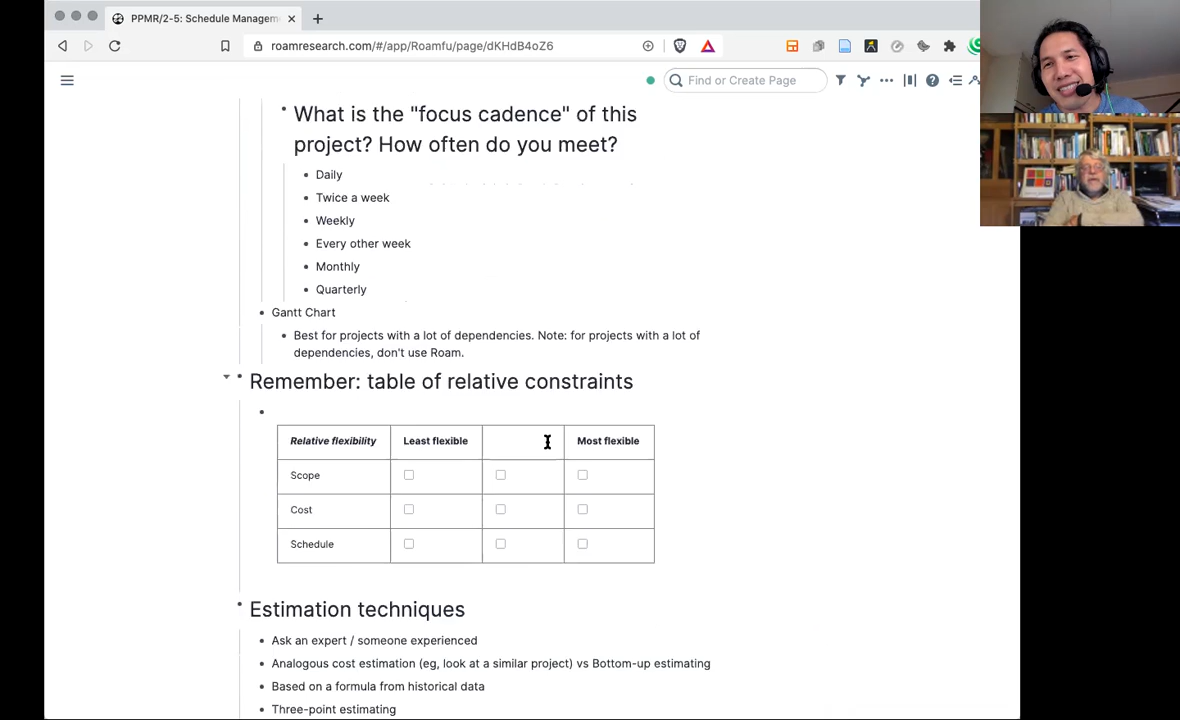 PPMR/2-5: Schedule Managem
roamresearch.com/#/app/Roamfu/page/dKHdB4oZ6
Find or Create Page
What is the "focus cadence" of this
project? How often do you meet?
Daily
Twice a week
Weekly
Every other week
Monthly
Quarterly
Gantt Chart
Best for projects with a lot of dependencies. Note: for projects with a lot of
dependencies, don't use Roam.
Remember: table of relative constraints
Relative flexibility Least flexible Most flexible
Scope
Cost
Schedule
Estimation techniques
Ask an expert / someone experienced
Analogous cost estimation (eg, look at a similar project) vs Bottom-up estimating
Based on a formula from historical data
Three-point estimating